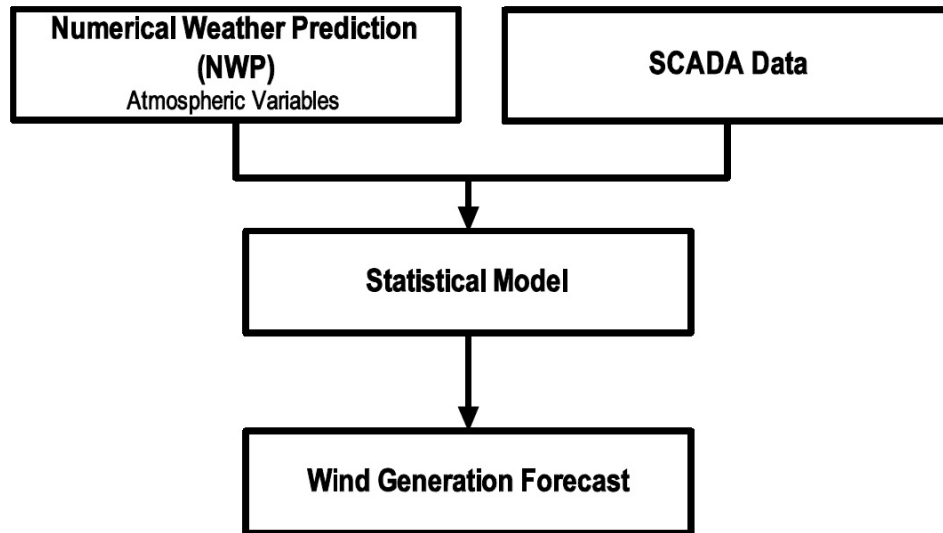 Numerical Weather Prediction
(NWP)
Atmospheric Variables
SCADA Data
Statistical Model
Wind Generation Forecast